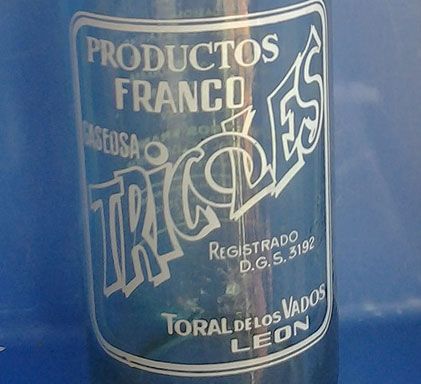 PRODUCTOS
FRANCO
GASEOSA
TRICOLES
REGISTRADO
D.G.S. 3192
TORAL DE LOS VADOS
LEON